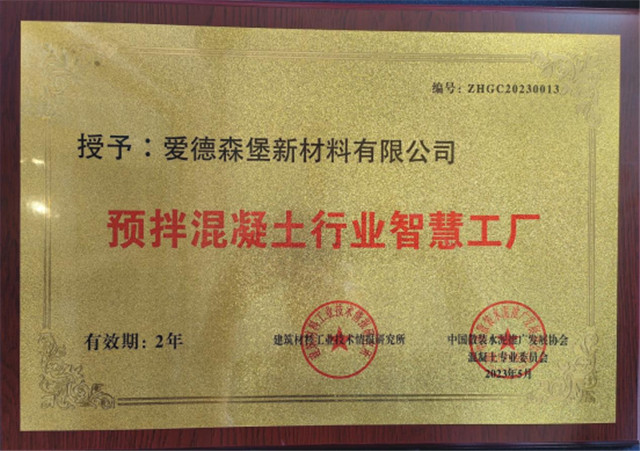 编号: ZHGC20230013
授予：爱德森堡新材料有限公司
预拌混凝土行业智慧工厂
有效期: 2年
建筑材料工业技术情报研究所
中国散装水泥推广发展协会
混凝土专业委员会
2023年5月